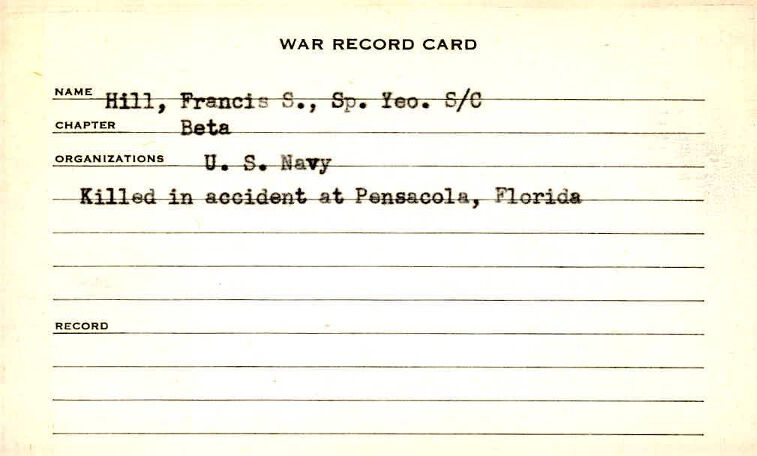 WAR RECORD CARD
NAME Hill, Francis S., Sp. Yeo. S/C
CHAPTER Beta
ORGANIZATIONS U. S. Navy
Killed in accident at Pensacola, Florida
RECORD